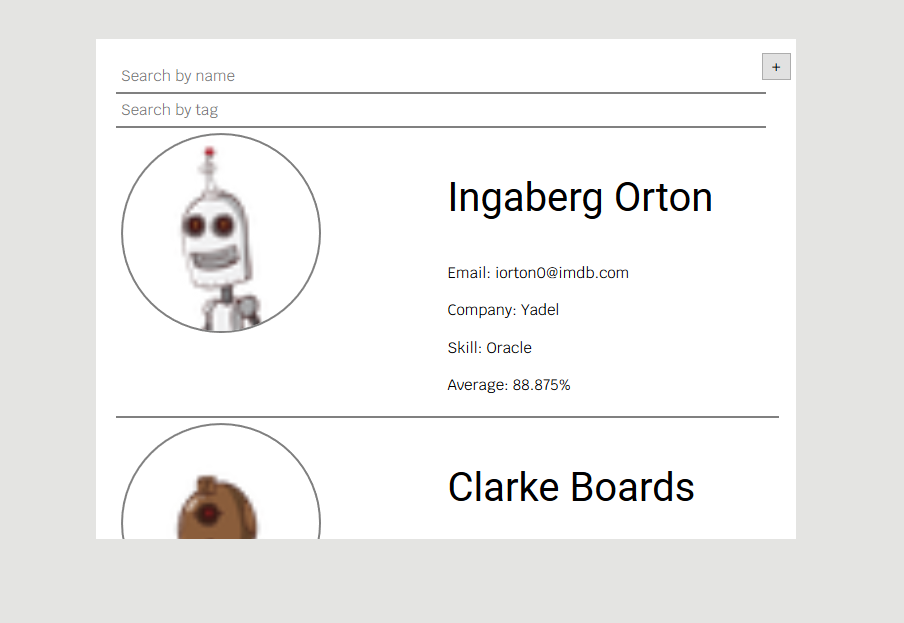 Search by name
+
Search by tag
Ingaberg Orton
Email: iorton0@imdb.com
Company: Yadel
Skill: Oracle
Average: 88.875%
Clarke Boards